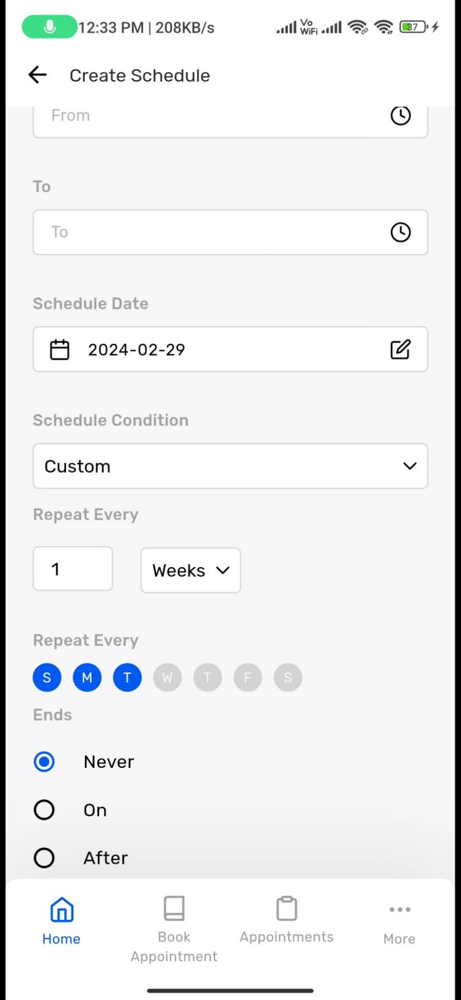 12:33 PM | 208KB/s Vo WiFi 37
Create Schedule
From
To
To
Schedule Date
2024-02-29
Schedule Condition
Custom
Repeat Every
1 Weeks
Repeat Every
S M T W T F S
Ends
Never
On
After
Home Book Appointments More
Appointment